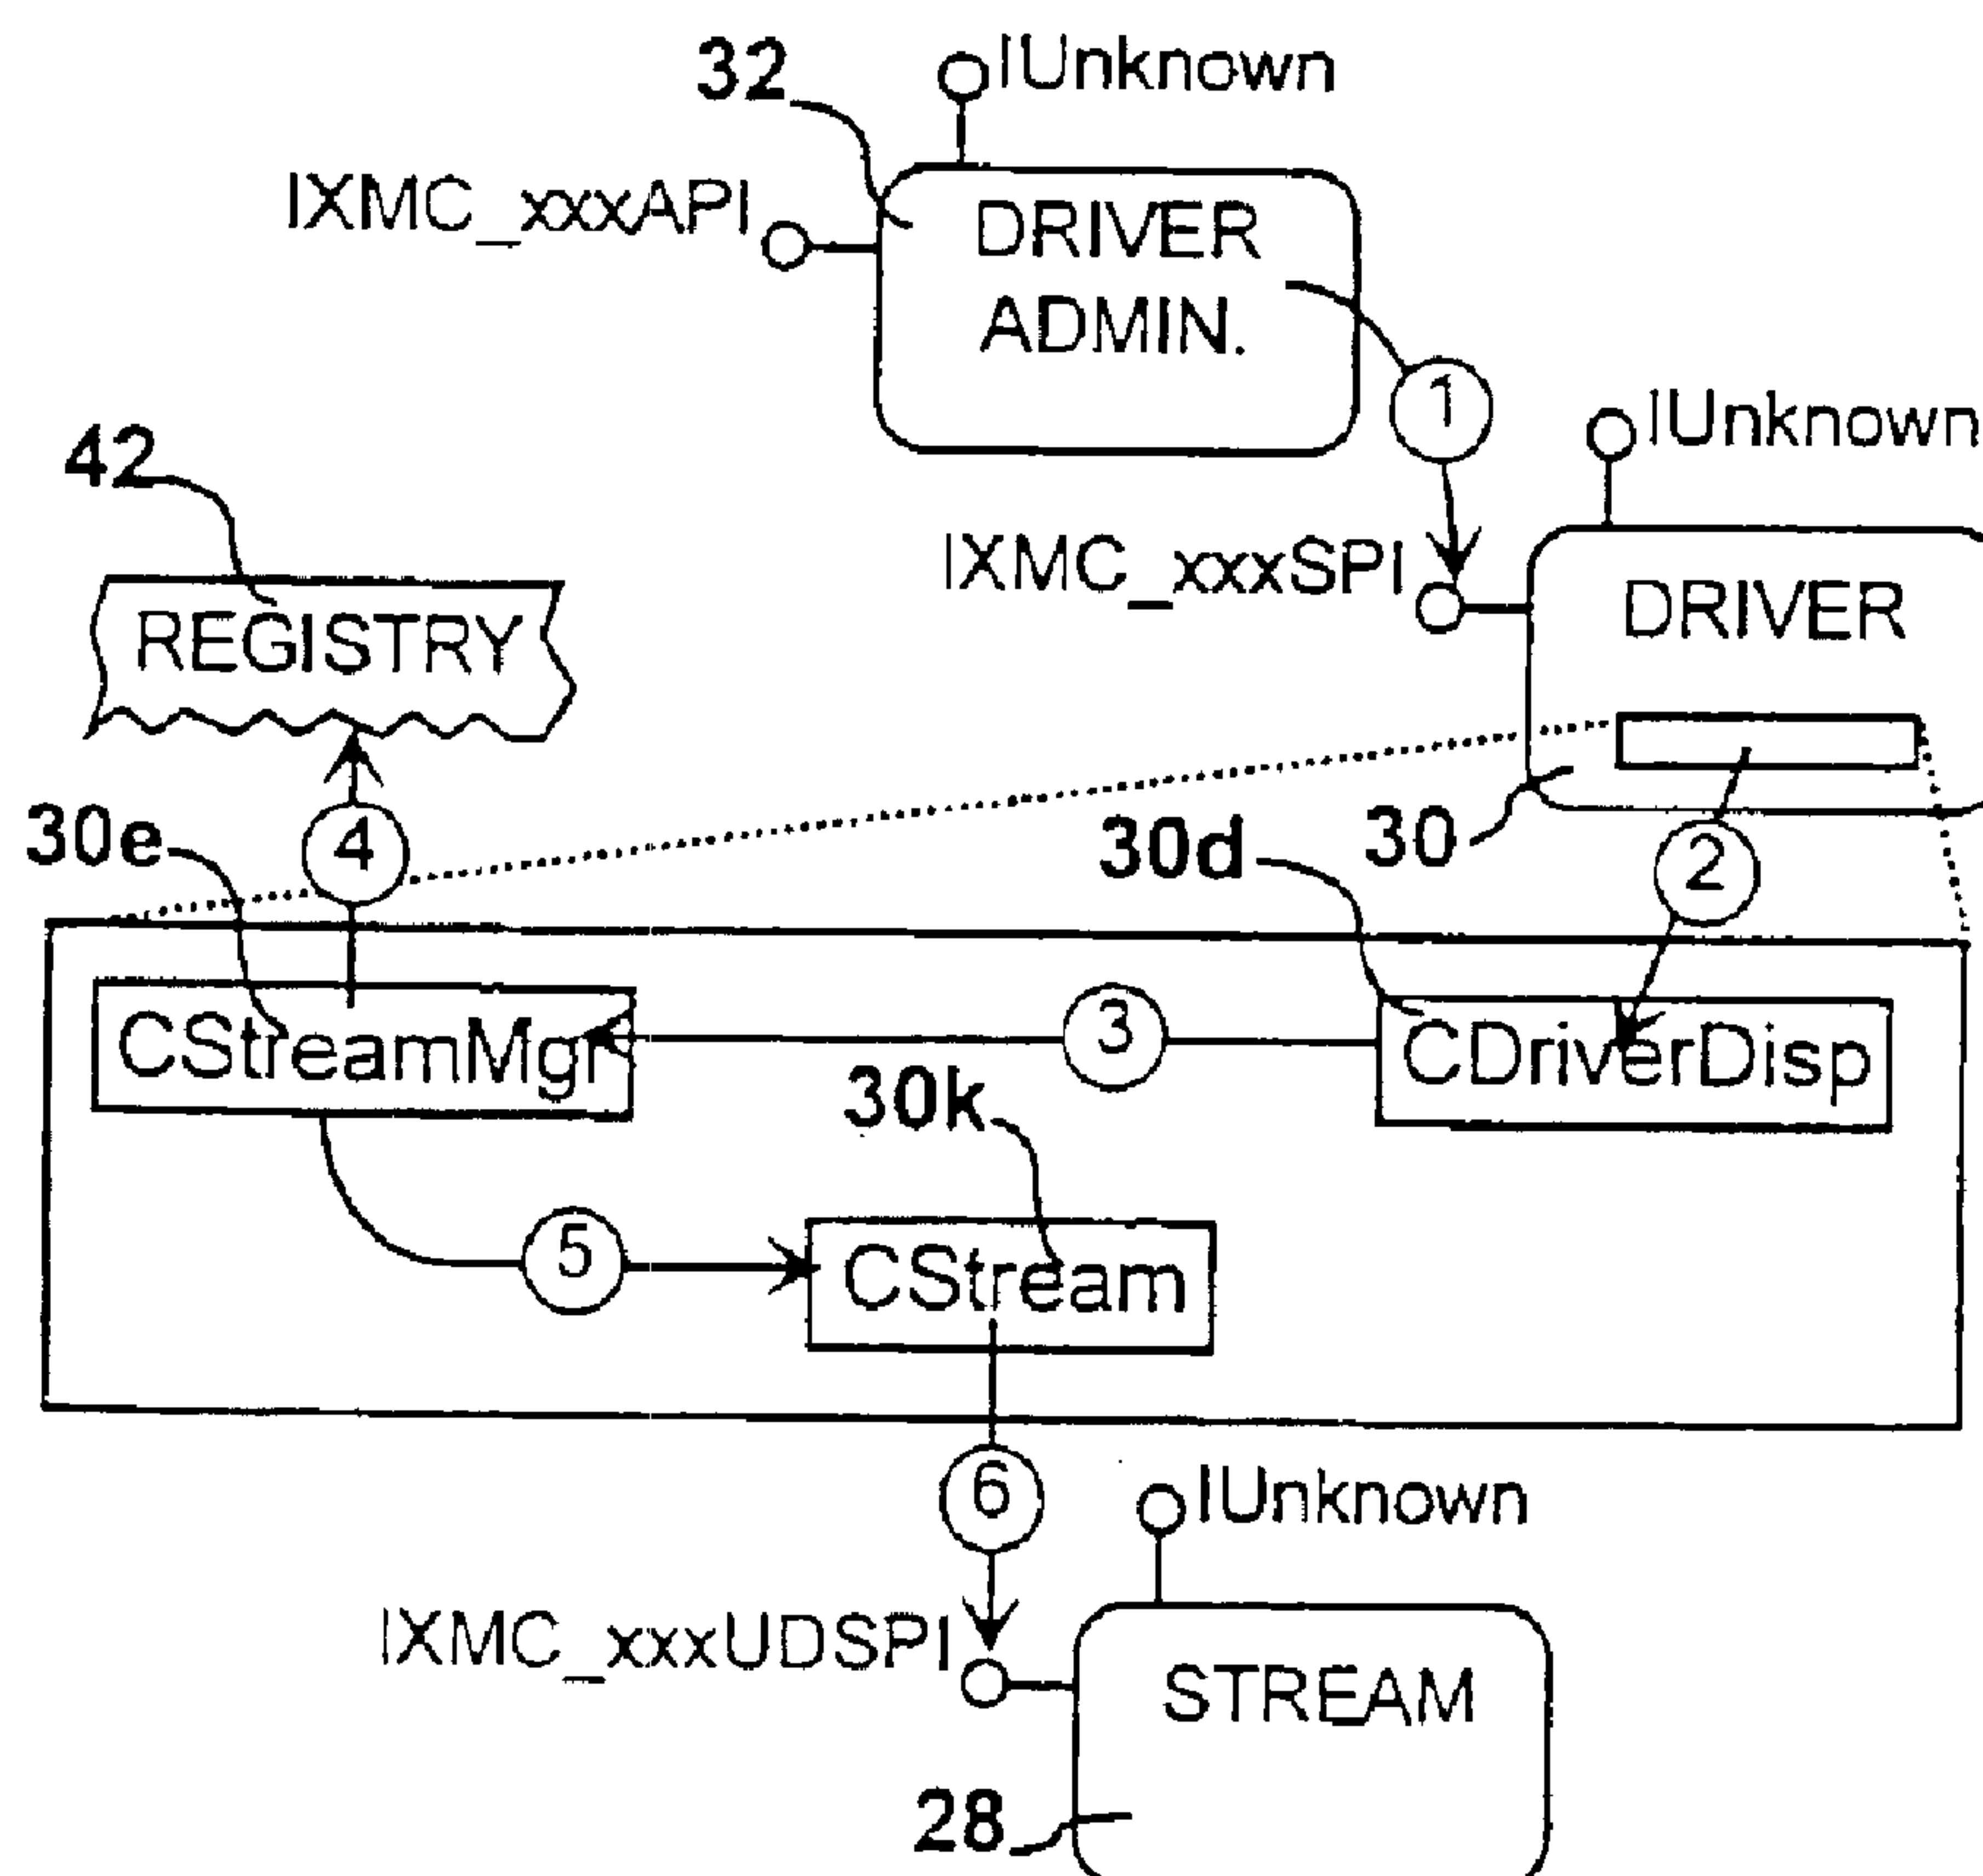 32
IUnknown
IXMC_xxxAPI
DRIVER
ADMIN.
1
42
IUnknown
IXMC_xxxSPI
REGISTRY
DRIVER
30e
4
30d
30
2
CStreamMgr
3
CDriverDisp
30k
5
CStream
6
IUnknown
IXMC_xxxUDSPI
STREAM
28